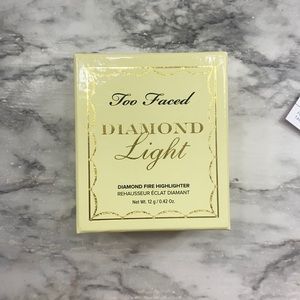 Too Faced
DIAMOND
Light
DIAMOND FIRE HIGHLIGHTER
REHAUSSEUR ÉCLAT DIAMANT
Net Wt. 12 g / 0.42 Oz.